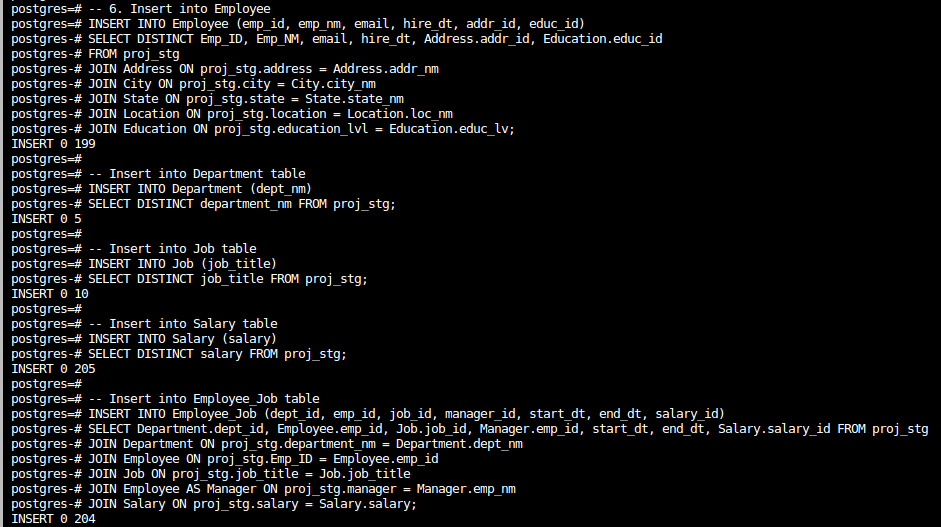 postgres=# -- 6. Insert into Employee
postgres=# INSERT INTO Employee (emp_id, emp_nm, email, hire_dt, addr_id, educ_id)
postgres-# SELECT DISTINCT Emp_ID, Emp_NM, email, hire_dt, Address.addr_id, Education.educ_id
postgres-# FROM proj_stg
postgres-# JOIN Address ON proj_stg.address = Address.addr_nm
postgres-# JOIN City ON proj_stg.city = City.city_nm
postgres-# JOIN State ON proj_stg.state = State.state_nm
postgres-# JOIN Location ON proj_stg.location = Location.loc_nm
postgres-# JOIN Education ON proj_stg.education_lvl = Education.educ_lv;
INSERT 0 199
postgres=#
postgres=# -- Insert into Department table
postgres=# INSERT INTO Department (dept_nm)
postgres-# SELECT DISTINCT department_nm FROM proj_stg;
INSERT 0 5
postgres=#
postgres=# -- Insert into Job table
postgres=# INSERT INTO Job (job_title)
postgres-# SELECT DISTINCT job_title FROM proj_stg;
INSERT 0 10
postgres=#
postgres=# -- Insert into Salary table
postgres=# INSERT INTO Salary (salary)
postgres-# SELECT DISTINCT salary FROM proj_stg;
INSERT 0 205
postgres=#
postgres=# -- Insert into Employee_Job table
postgres=# INSERT INTO Employee_Job (dept_id, emp_id, job_id, manager_id, start_dt, end_dt, salary_id)
postgres-# SELECT Department.dept_id, Employee.emp_id, Job.job_id, Manager.emp_id, start_dt, end_dt, Salary.salary_id FROM proj_stg
postgres-# JOIN Department ON proj_stg.department_nm = Department.dept_nm
postgres-# JOIN Employee ON proj_stg.Emp_ID = Employee.emp_id
postgres-# JOIN Job ON proj_stg.job_title = Job.job_title
postgres-# JOIN Employee AS Manager ON proj_stg.manager = Manager.emp_nm
postgres-# JOIN Salary ON proj_stg.salary = Salary.salary;
INSERT 0 204